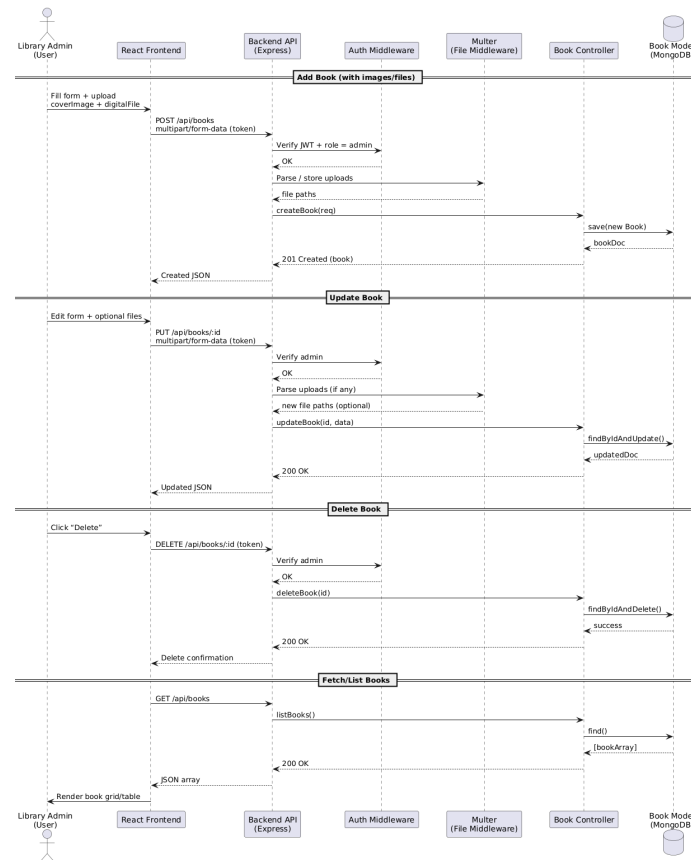 Library Admin
(User)
React Frontend
Backend API
(Express)
Auth Middleware
Multer
(File Middleware)
Book Controller
Book Mode
(MongoDB
Add Book (with images/files)
Fill form + upload
coverImage + digitalFile
POST /api/books
multipart/form-data (token)
Verify JWT + role = admin
OK
Parse / store uploads
file paths
createBook(req)
save(new Book)
bookDoc
201 Created (book)
Created JSON
Update Book
Edit form + optional files
PUT /api/books/:id
multipart/form-data (token)
Verify admin
OK
Parse uploads (if any)
new file paths (optional)
updateBook(id, data)
findByIdAndUpdate()
updatedDoc
200 OK
Updated JSON
Delete Book
Click "Delete"
DELETE /api/books/:id (token)
Verify admin
OK
deleteBook(id)
findByIdAndDelete()
success
200 OK
Delete confirmation
Fetch/List Books
GET /api/books
listBooks()
find()
[bookArray]
200 OK
JSON array
Render book grid/table
Library Admin
(User)
React Frontend
Backend API
(Express)
Auth Middleware
Multer
(File Middleware)
Book Controller
Book Mode
(MongoDB